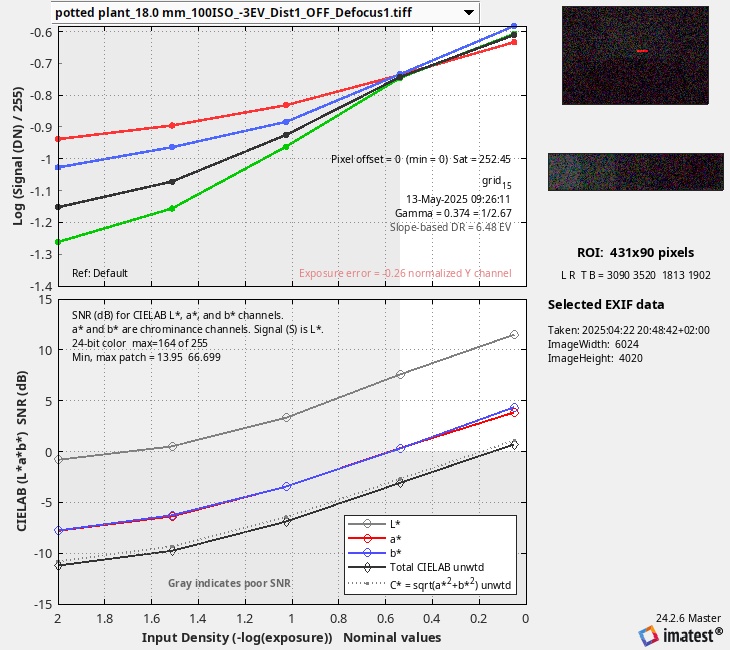 potted plant_18.0 mm_100ISO_-3EV_Dist1_OFF_Defocus1.tiff
Log (Signal (DN) / 255)
-0.6
-0.7
-0.8
-0.9
-1
-1.1
-1.2
-1.3
-1.4
Pixel offset = 0 (min = 0) Sat = 252.45
grid15
13-May-2025 09:26:11
Gamma = 0.374 = 1/2.67
Slope-based DR = 6.48 EV
Ref: Default
Exposure error = -0.26 normalized Y channel
CIELAB (L*a*b*) SNR (dB)
15
10
5
0
-5
-10
-15
SNR (dB) for CIELAB L*, a*, and b* channels.
a* and b* are chrominance channels. Signal (S) is L*.
24-bit color max=164 of 255
Min, max patch = 13.95 66.699
L*
a*
b*
Total CIELAB unwtd
C* = sqrt(a*2+b*2) unwtd
Gray indicates poor SNR
2 1.8 1.6 1.4 1.2 1 0.8 0.6 0.4 0.2 0
Input Density (-log(exposure)) Nominal values
ROI: 431x90 pixels
L R T B = 3090 3520 1813 1902
Selected EXIF data
Taken: 2025:04:22 20:48:42+02:00
ImageWidth: 6024
ImageHeight: 4020
24.2.6 Master
imatest®